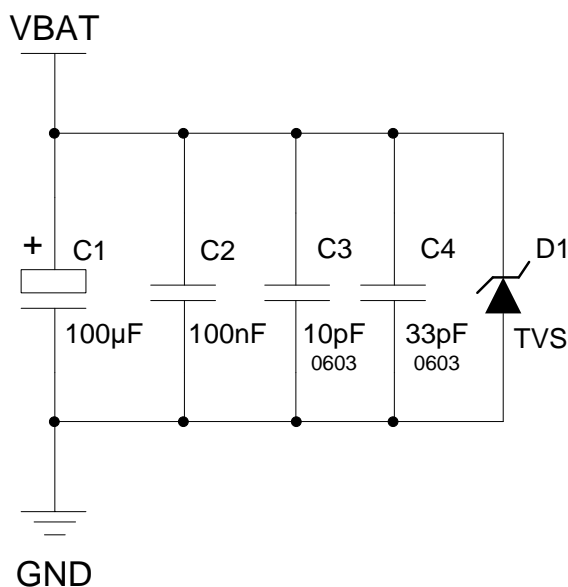 VBAT
+ C1 C2 C3 C4 D1
100µF 100nF 10pF 33pF TVS
0603 0603
GND